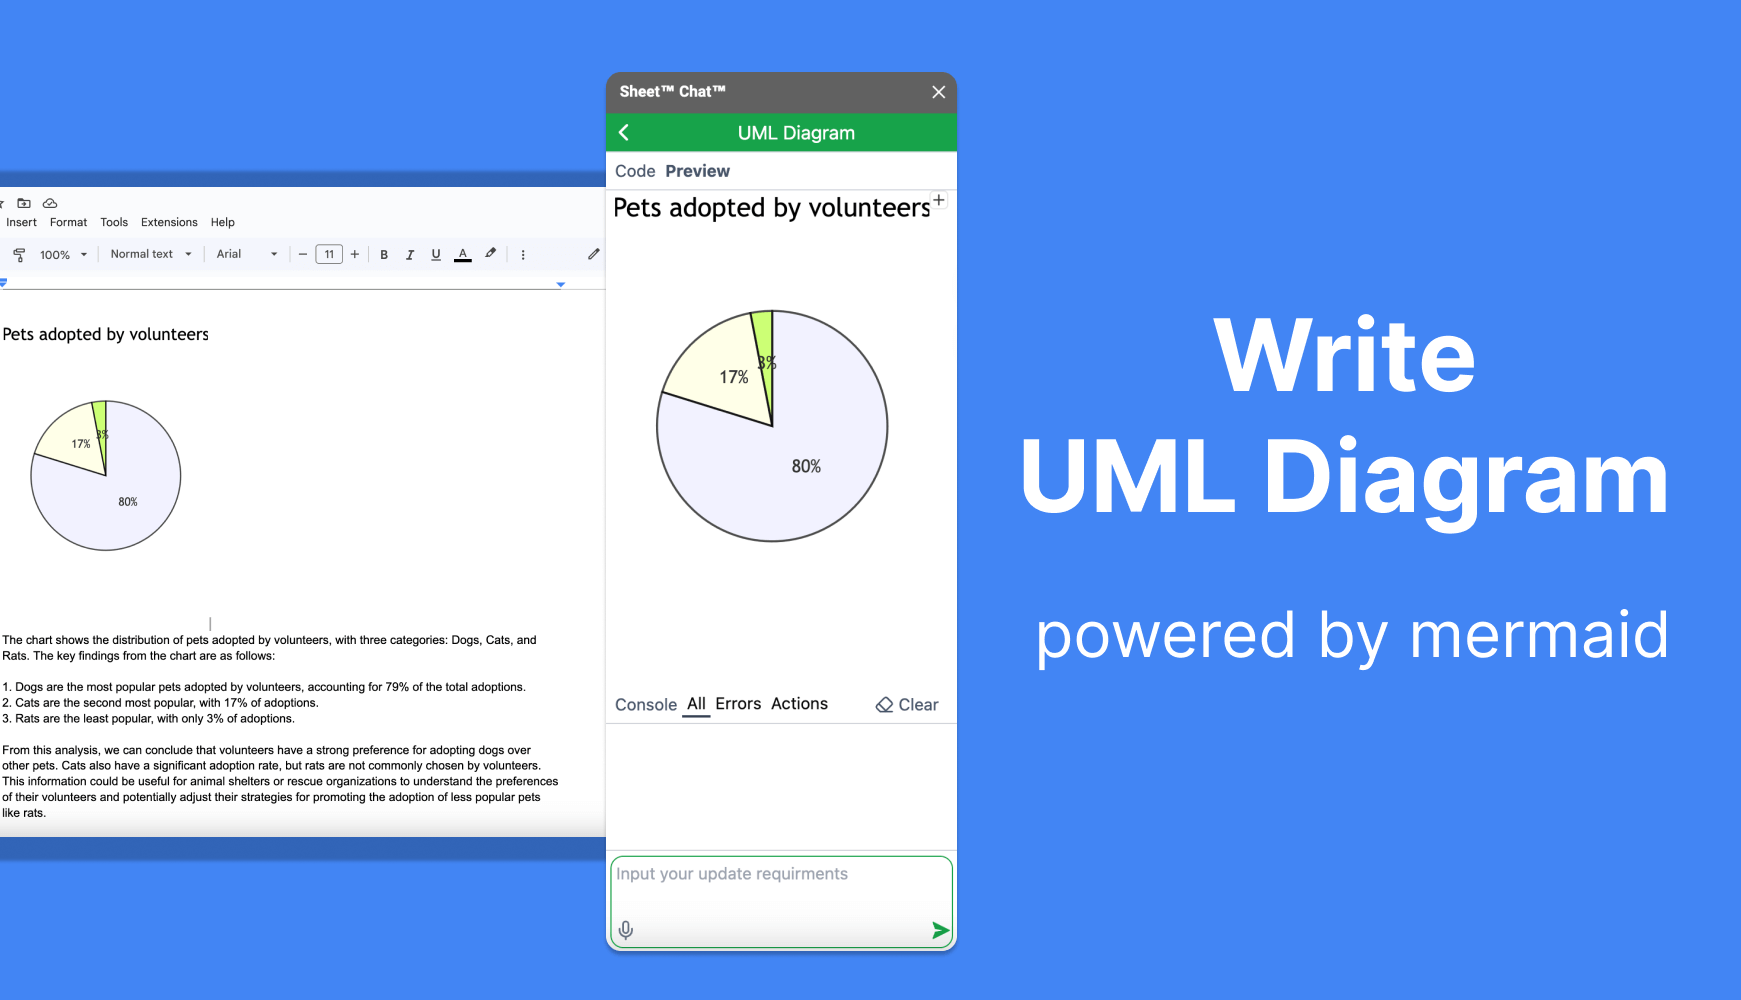 Insert Format Tools Extensions Help
100% Normal text Arial − 11 + B I U A
Pets adopted by volunteers
17%
3%
80%
The chart shows the distribution of pets adopted by volunteers, with three categories: Dogs, Cats, and
Rats. The key findings from the chart are as follows:
1. Dogs are the most popular pets adopted by volunteers, accounting for 79% of the total adoptions.
2. Cats are the second most popular, with 17% of adoptions.
3. Rats are the least popular, with only 3% of adoptions.
From this analysis, we can conclude that volunteers have a strong preference for adopting dogs over
other pets. Cats also have a significant adoption rate, but rats are not commonly chosen by volunteers.
This information could be useful for animal shelters or rescue organizations to understand the preferences
of their volunteers and potentially adjust their strategies for promoting the adoption of less popular pets
like rats.
Sheet™ Chat™
UML Diagram
Code Preview
Pets adopted by volunteers
3%
17%
80%
Console All Errors Actions Clear
Input your update requirments
Write
UML Diagram
powered by mermaid